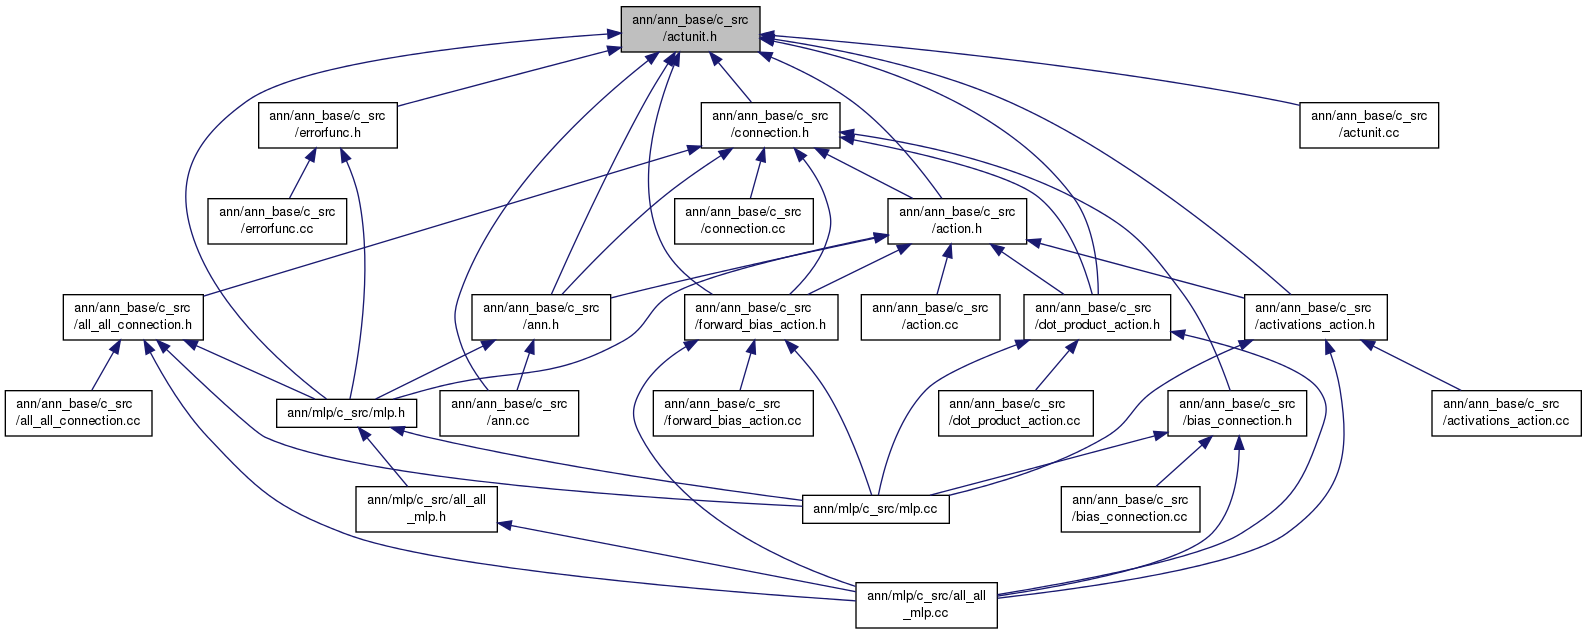 ann/ann_base/c_src
/actunit.h
ann/ann_base/c_src
/errorfunc.h
ann/ann_base/c_src
/connection.h
ann/ann_base/c_src
/actunit.cc
ann/ann_base/c_src
/errorfunc.cc
ann/ann_base/c_src
/connection.cc
ann/ann_base/c_src
/action.h
ann/ann_base/c_src
/all_all_connection.h
ann/ann_base/c_src
/ann.h
ann/ann_base/c_src
/forward_bias_action.h
ann/ann_base/c_src
/action.cc
ann/ann_base/c_src
/dot_product_action.h
ann/ann_base/c_src
/activations_action.h
ann/ann_base/c_src
/all_all_connection.cc
ann/mlp/c_src/mlp.h
ann/ann_base/c_src
/ann.cc
ann/ann_base/c_src
/forward_bias_action.cc
ann/ann_base/c_src
/dot_product_action.cc
ann/ann_base/c_src
/bias_connection.h
ann/ann_base/c_src
/activations_action.cc
ann/mlp/c_src/all_all
_mlp.h
ann/mlp/c_src/mlp.cc
ann/ann_base/c_src
/bias_connection.cc
ann/mlp/c_src/all_all
_mlp.cc